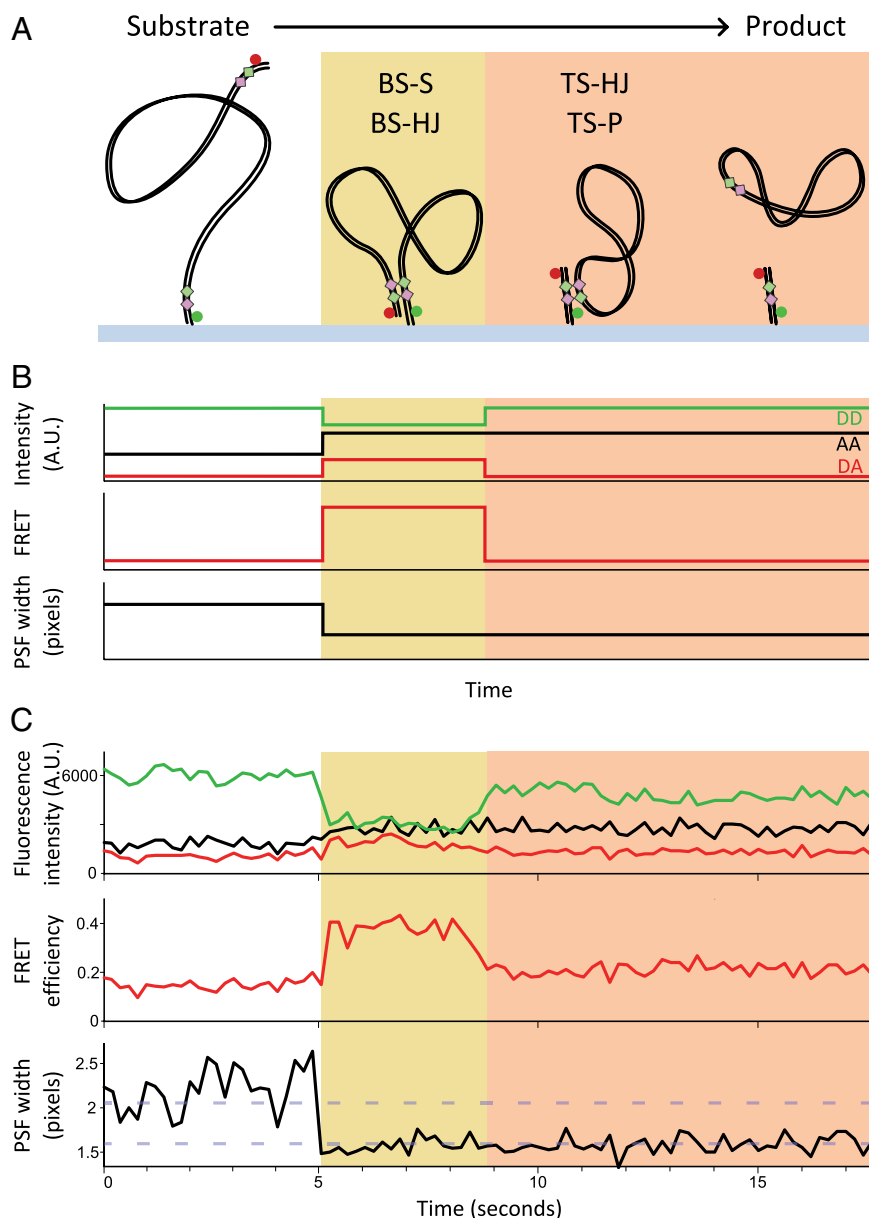 A
Substrate
Product
BS-S
BS-HJ
TS-HJ
TS-P
B
Intensity
(A.U.)
DD
AA
DA
FRET
PSF width
(pixels)
Time
C
Fluorescence
intensity (A.U.)
6000
0
FRET
efficiency
0.4
0.2
0
PSF width
(pixels)
2.5
2
1.5
0
5
10
15
Time (seconds)